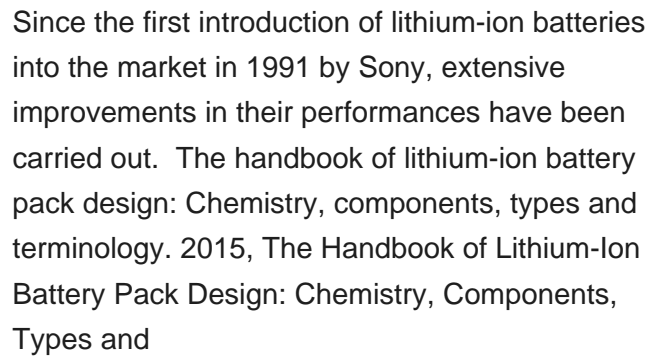 Since the first introduction of lithium-ion batteries
into the market in 1991 by Sony, extensive
improvements in their performances have been
carried out.  The handbook of lithium-ion battery
pack design: Chemistry, components, types and
terminology. 2015, The Handbook of Lithium-Ion
Battery Pack Design: Chemistry, Components,
Types and